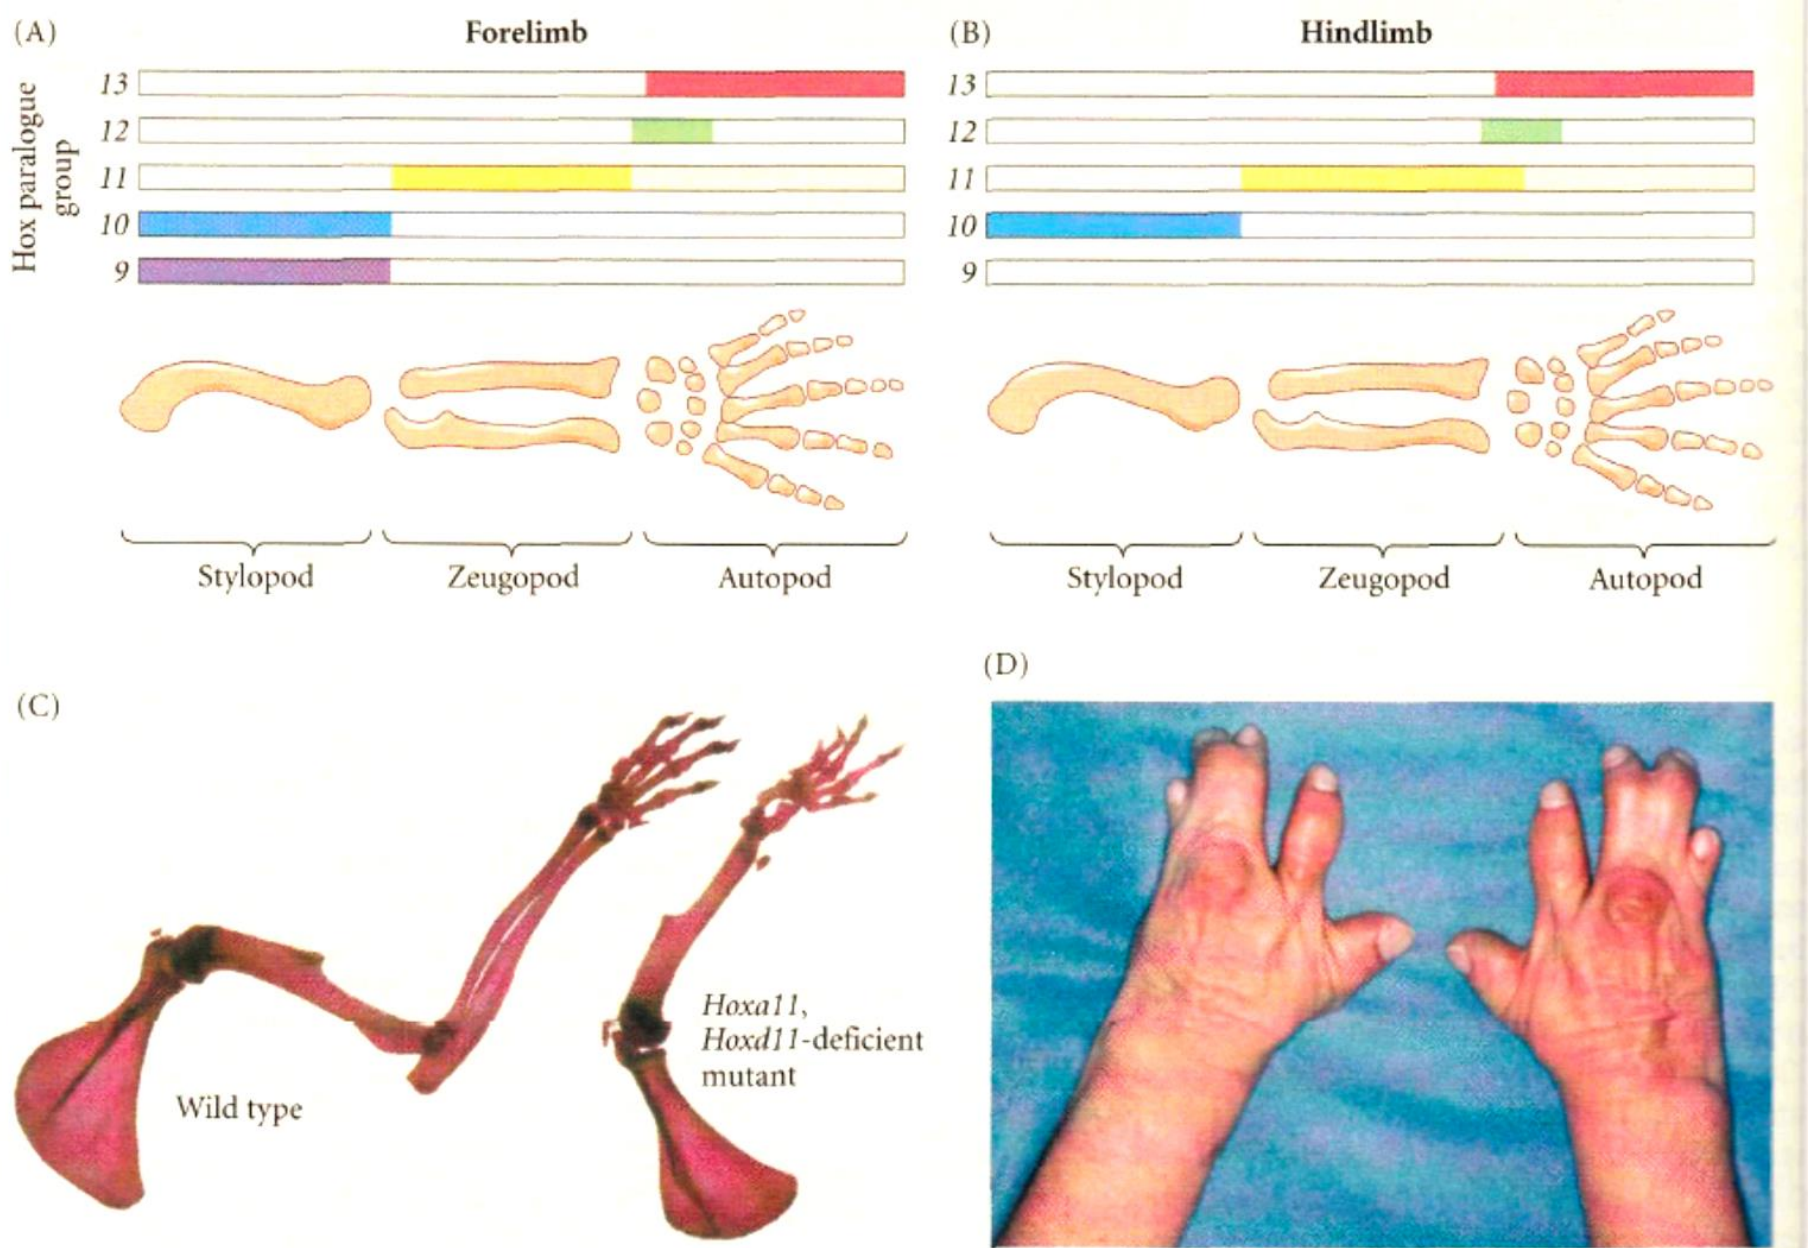 (A)
Forelimb
Hox paralogue
group
13
12
11
10
9
Stylopod
Zeugopod
Autopod
(B)
Hindlimb
13
12
11
10
9
Stylopod
Zeugopod
Autopod
(C)
Wild type
Hoxa11,
Hoxd11-deficient
mutant
(D)